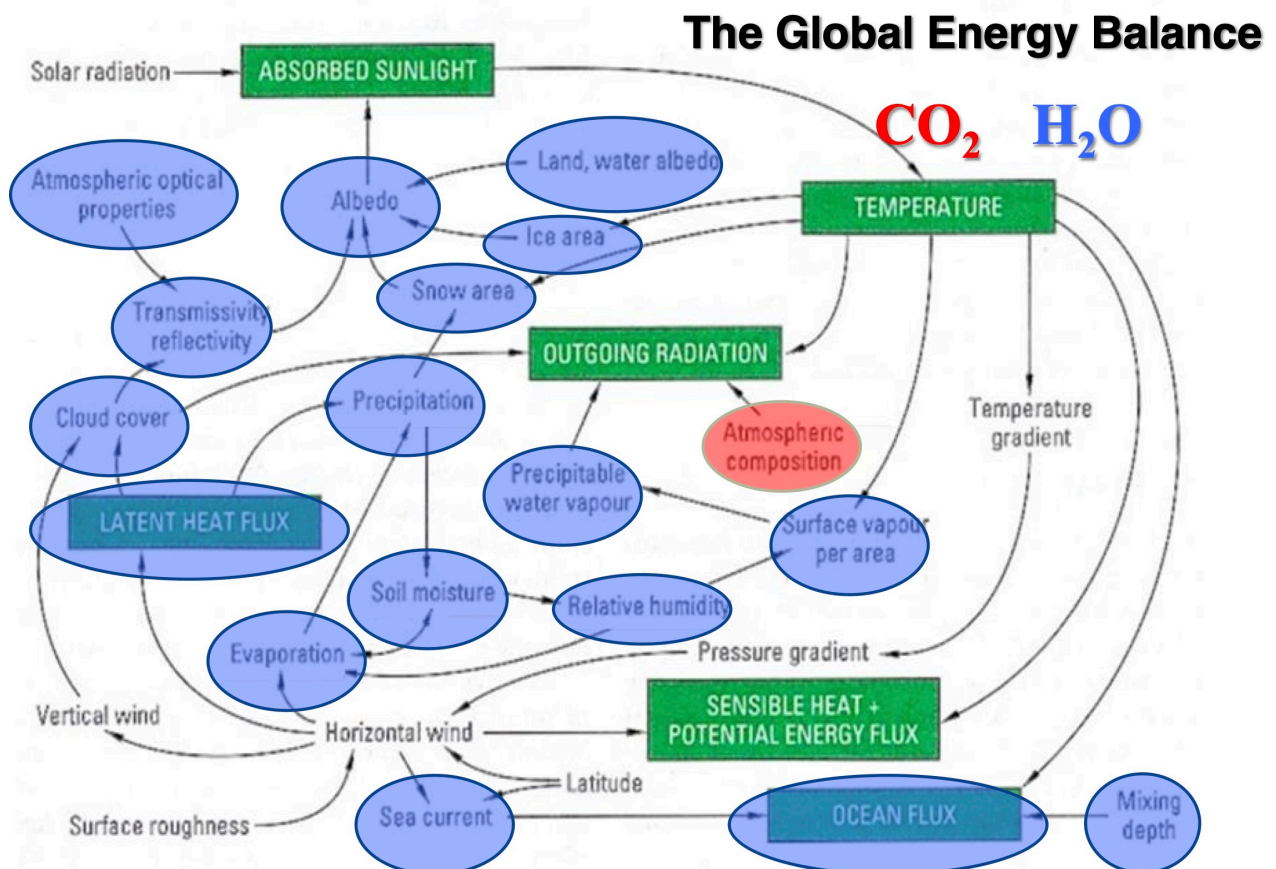 The Global Energy Balance
Solar radiation
ABSORBED SUNLIGHT
CO₂ H₂O
Land, water albedo
Atmospheric optical
properties
Albedo
TEMPERATURE
Ice area
Snow area
Transmissivity
reflectivity
OUTGOING RADIATION
Precipitation
Cloud cover
Temperature
gradient
Atmospheric
composition
Precipitable
water vapour
LATENT HEAT FLUX
Surface vapour
per area
Soil moisture
Relative humidity
Evaporation
Pressure gradient
Vertical wind
SENSIBLE HEAT +
POTENTIAL ENERGY FLUX
Horizontal wind
Latitude
Surface roughness
Sea current
OCEAN FLUX
Mixing
depth